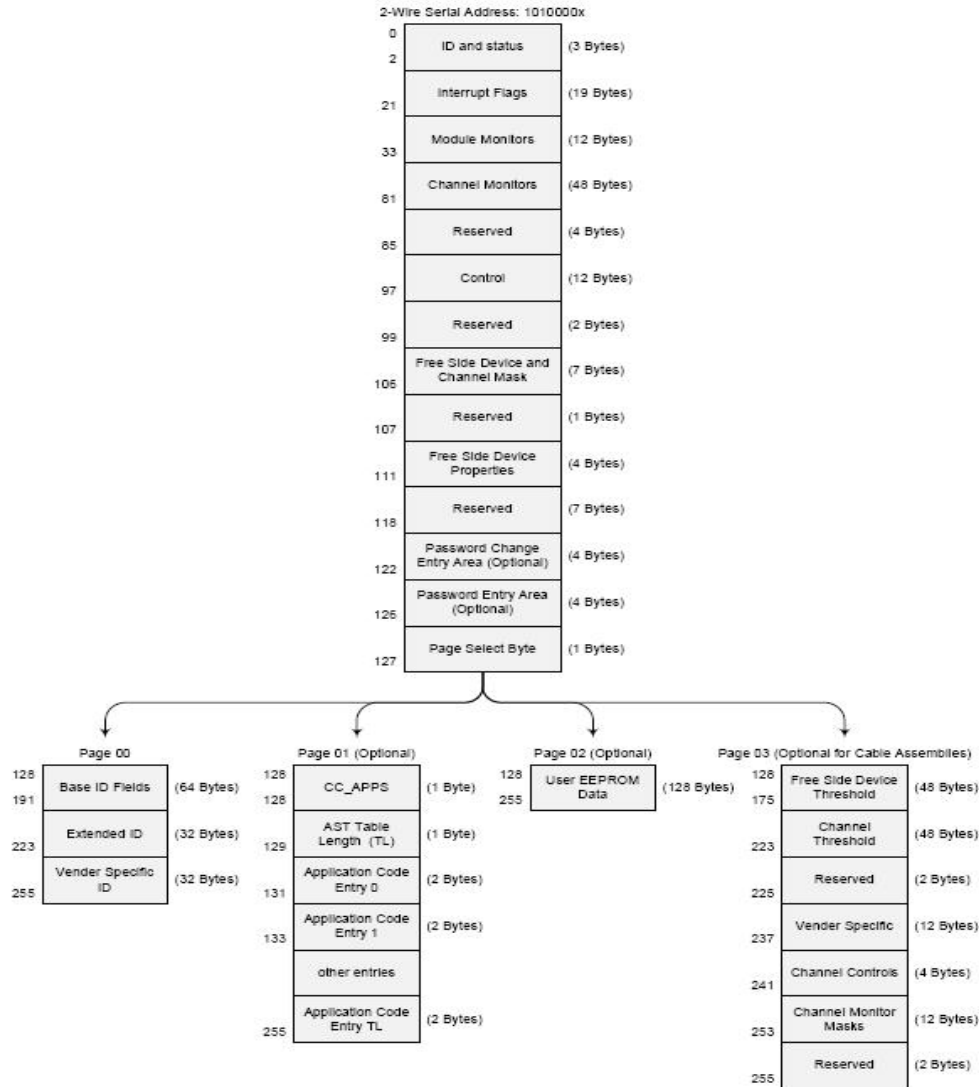 2-Wire Serial Address: 1010000x
0
ID and status (3 Bytes)
2
Interrupt Flags (19 Bytes)
21
Module Monitors (12 Bytes)
33
Channel Monitors (48 Bytes)
81
Reserved (4 Bytes)
85
Control (12 Bytes)
97
Reserved (2 Bytes)
99
Free Side Device and
Channel Mask (7 Bytes)
106
Reserved (1 Bytes)
107
Free Side Device
Properties (4 Bytes)
111
Reserved (7 Bytes)
118
Password Change
Entry Area (Optional) (4 Bytes)
122
Password Entry Area
(Optional) (4 Bytes)
126
Page Select Byte (1 Bytes)
127
Page 00
128
Base ID Fields (64 Bytes)
191
Extended ID (32 Bytes)
223
Vender Specific
ID (32 Bytes)
255
Page 01 (Optional)
128
CC_APPS (1 Byte)
128
AST Table
Length (TL) (1 Byte)
129
Application Code
Entry 0 (2 Bytes)
131
Application Code
Entry 1 (2 Bytes)
133
other entries
Application Code
Entry TL (2 Bytes)
255
Page 02 (Optional)
128
User EEPROM
Data (128 Bytes)
255
Page 03 (Optional for Cable Assemblies)
128
Free Side Device
Threshold (48 Bytes)
175
Channel
Threshold (48 Bytes)
223
Reserved (2 Bytes)
225
Vender Specific (12 Bytes)
237
Channel Controls (4 Bytes)
241
Channel Monitor
Masks (12 Bytes)
253
Reserved (2 Bytes)
255